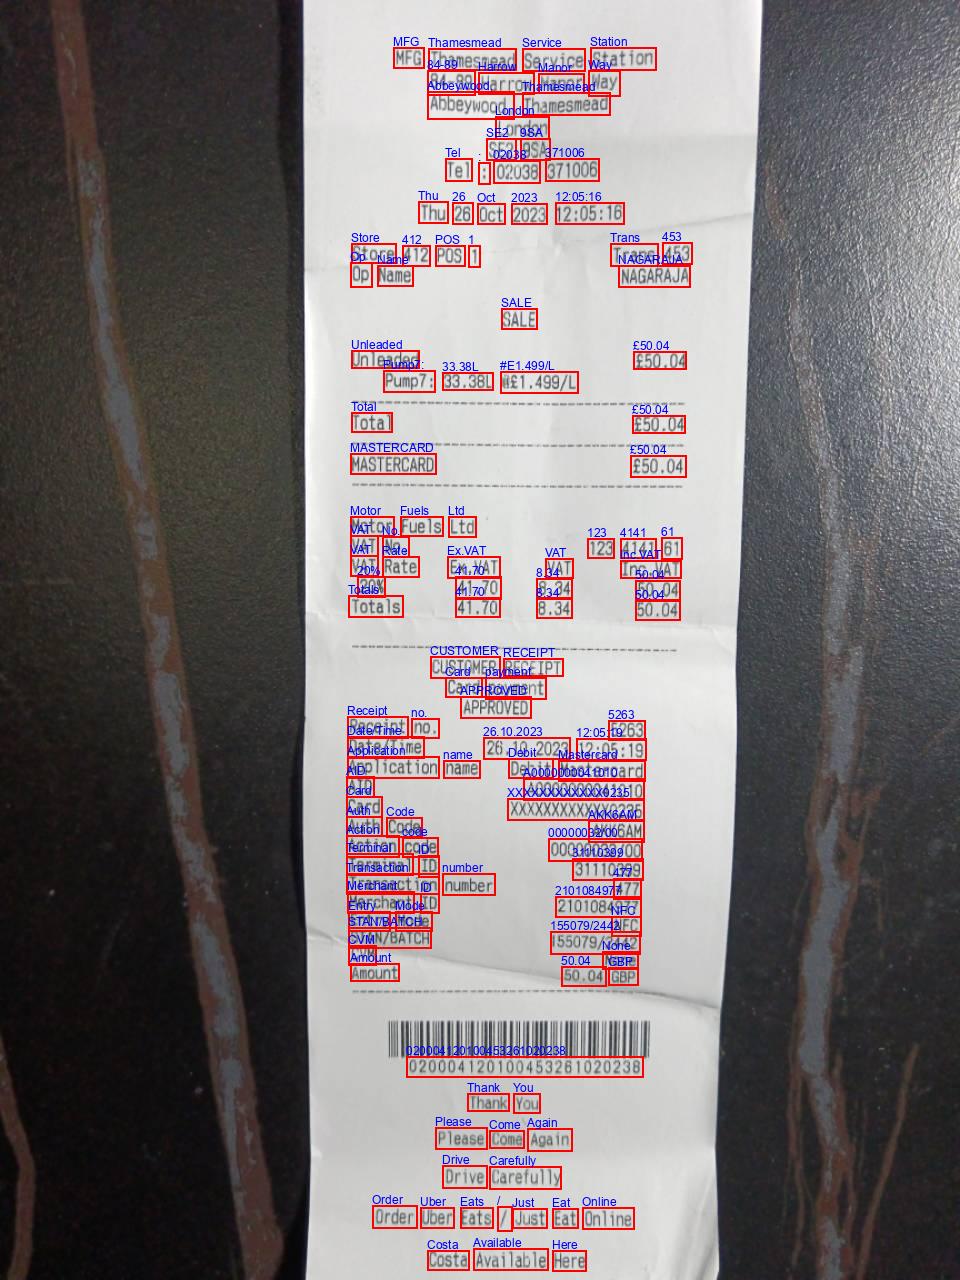 MFG Thamesmead Service Station
84-89 Harrow Manor Way
Abbeywood, Thamesmead
London
SE2 9SA
Tel : 02038 371006
Thu 26 Oct 2023 12:05:16
Store 412 POS 1 Trans 453
Op Name NAGARAJA
SALE
Unleaded £50.04
Pump7: 33.38L @£1.499/L
Total £50.04
MASTERCARD £50.04
Motor Fuels Ltd
VAT No. 123 4141 61
VAT Rate Ex.VAT VAT Inc.VAT
20% 41.70 8.34 50.04
Totals 41.70 8.34 50.04
CUSTOMER RECEIPT
Card payment
APPROVED
Receipt no. 5263
Date/Time 26.10.2023 12:05:19
Application name Debit Mastercard
AID A0000000041010
Card XXXXXXXXXXXX0235
Auth Code AKK6AM
Action code 00000032/00
Terminal ID 31110399
Transaction number 477
Merchant ID 2101084977
Entry Mode NFC
STAN/BATCH 155079/2442
CVM None
Amount 50.04 GBP
020004120100453261020238
Thank You
Please Come Again
Drive Carefully
Order Uber Eats / Just Eat Online
Costa Available Here